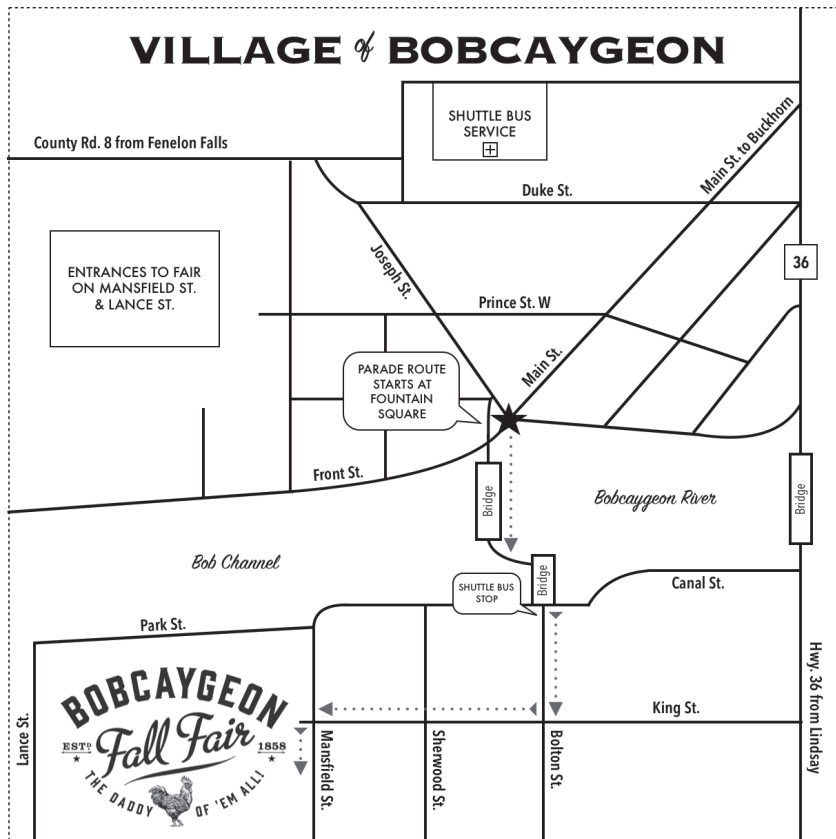 VILLAGE of BOBCAYGEON
SHUTTLE BUS
SERVICE
County Rd. 8 from Fenelon Falls
Main St. to Buckhorn
Duke St.
ENTRANCES TO FAIR
ON MANSFIELD ST.
& LANCE ST.
Joseph St.
36
Prince St. W
PARADE ROUTE
STARTS AT
FOUNTAIN
SQUARE
Main St.
Front St.
Bridge
Bobcaygeon River
Bridge
Bob Channel
Bridge
SHUTTLE BUS
STOP
Canal St.
Park St.
Hwy. 36 from Lindsay
Lance St.
BOBCAYGEON
Fall Fair
ESTD 1858
THE DADDY OF 'EM ALL!
King St.
Mansfield St.
Sherwood St.
Bolton St.